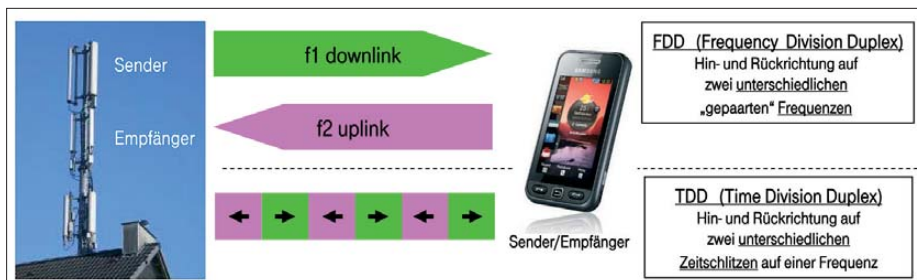 Sender
Empfänger
f1 downlink
f2 uplink
SAMSUNG
Sender/Empfänger
FDD (Frequency Division Duplex)
Hin- und Rückrichtung auf
zwei unterschiedlichen
„gepaarten“ Frequenzen
TDD (Time Division Duplex)
Hin- und Rückrichtung auf
zwei unterschiedlichen
Zeitschlitzen auf einer Frequenz